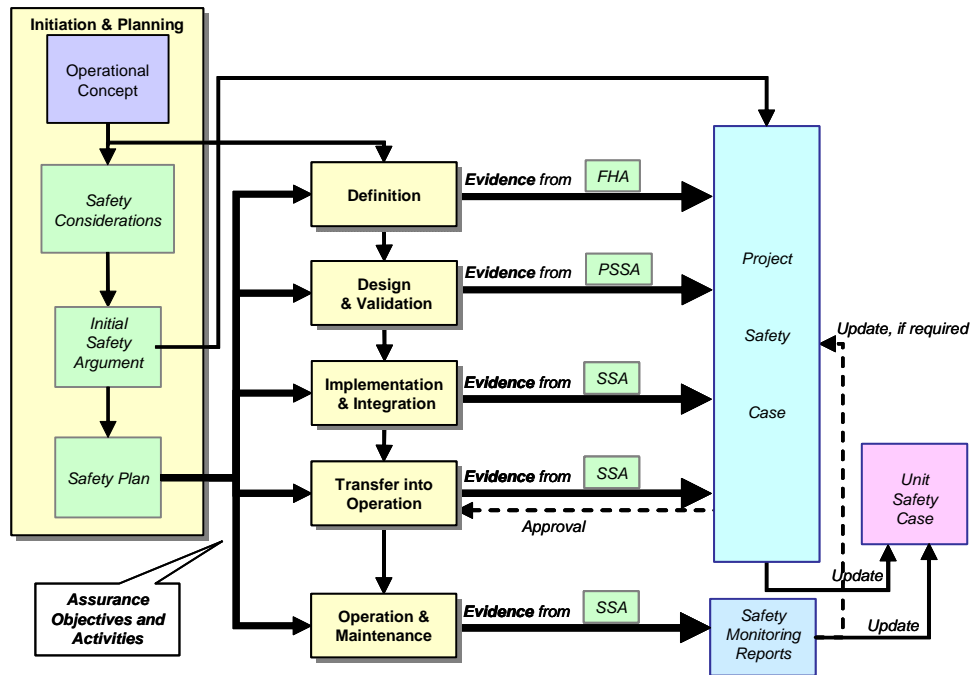 Initiation & Planning
Operational
Concept
Safety
Considerations
Initial
Safety
Argument
Safety Plan
Assurance
Objectives and
Activities
Definition
Evidence from
FHA
Design
& Validation
Evidence from
PSSA
Implementation
& Integration
Evidence from
SSA
Transfer into
Operation
Evidence from
SSA
Approval
Operation &
Maintenance
Evidence from
SSA
Project
Safety
Case
Update, if required
Unit
Safety
Case
Update
Safety
Monitoring
Reports
Update